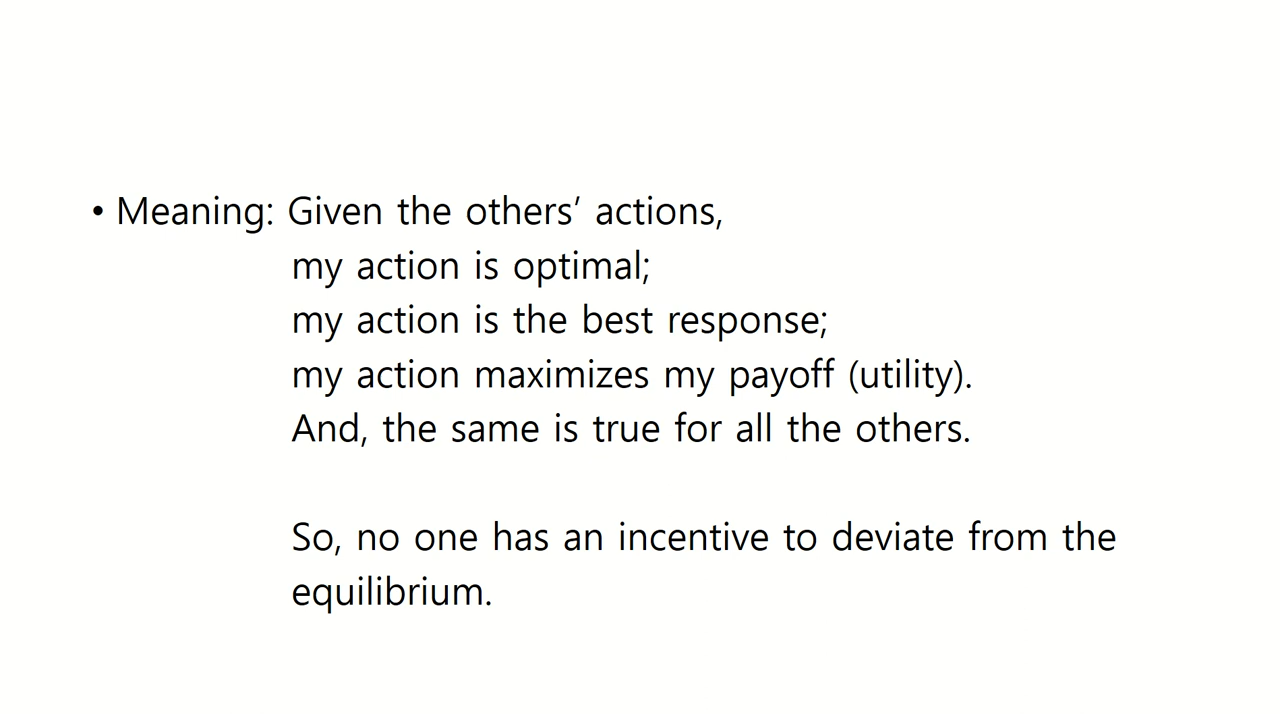 • Meaning: Given the others’ actions,
my action is optimal;
my action is the best response;
my action maximizes my payoff (utility).
And, the same is true for all the others.
So, no one has an incentive to deviate from the
equilibrium.